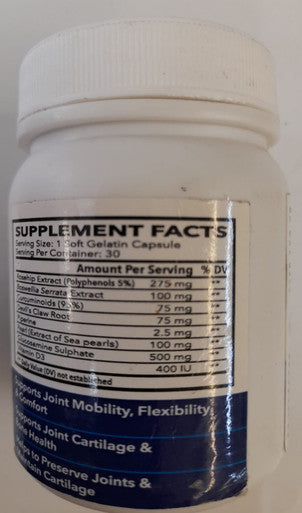 SUPPLEMENT FACTS
Serving Size: 1 Soft Gelatin Capsule
Serving Per Container: 30
Amount Per Serving % DV
Rosehip Extract (Polyphenols 5%) 275 mg **
Boswellia Serrata Extract 100 mg **
Curcuminoids (95%) 75 mg **
Devil's Claw Root 75 mg **
Piperine 2.5 mg **
Pearl (Extract of Sea pearls) 100 mg **
Glucosamine Sulphate 500 mg **
Vitamin D3 400 IU **
Daily Value (DV) not established
Supports Joint Mobility, Flexibility
& Comfort
Supports Joint Cartilage &
Health
to Preserve Joints &
Cartilage